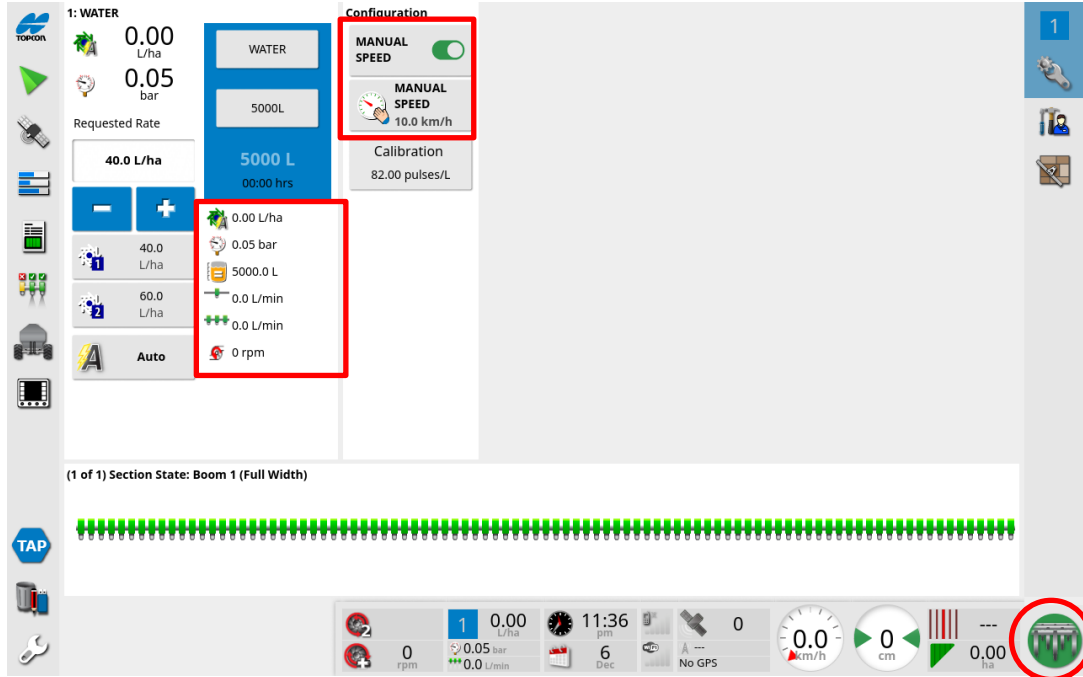 TOPCON
1: WATER
0.00
L/ha
0.05
bar
Requested Rate
40.0 L/ha
1
40.0
L/ha
2
60.0
L/ha
A
Auto
WATER
5000L
5000 L
00:00 hrs
0.00 L/ha
0.05 bar
5000.0 L
0.0 L/min
0.0 L/min
0 rpm
Configuration
MANUAL
SPEED
MANUAL
SPEED
10.0 km/h
Calibration
82.00 pulses/L
1
(1 of 1) Section State: Boom 1 (Full Width)
TAP
2
0
rpm
1
0.00
L/ha
0.05 bar
0.0 L/min
11:36
pm
6
Dec
0
---
No GPS
0.0
km/h
0
cm
---
0.00
ha